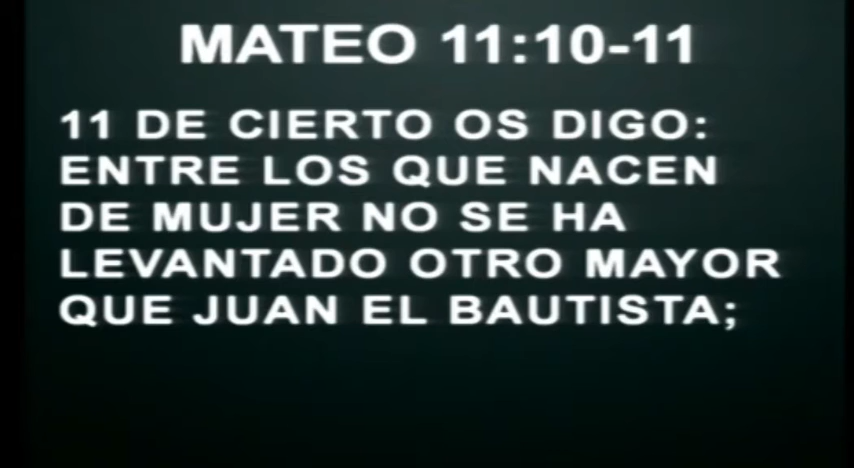 MATEO 11:10-11
11 DE CIERTO OS DIGO:
ENTRE LOS QUE NACEN
DE MUJER NO SE HA
LEVANTADO OTRO MAYOR
QUE JUAN EL BAUTISTA;